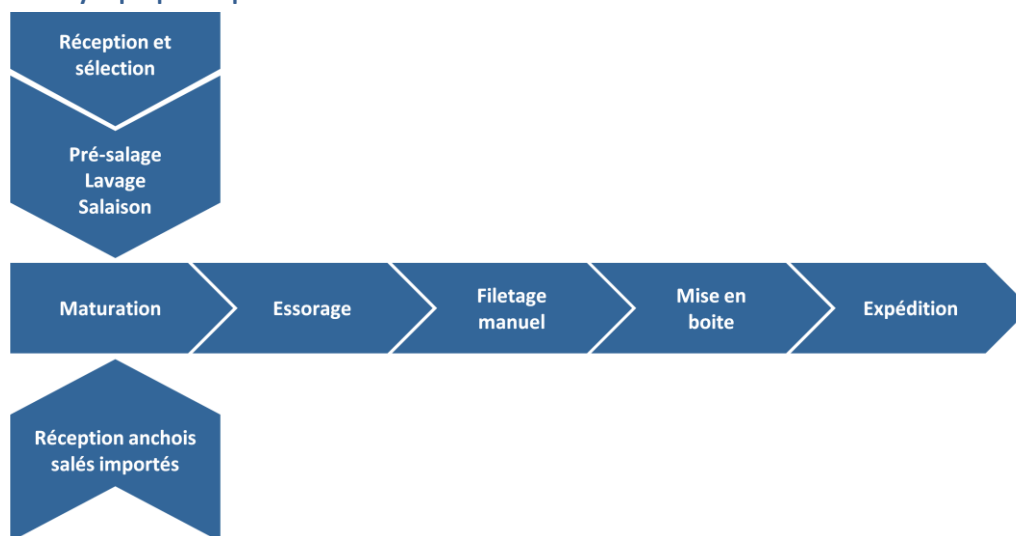 Réception et
sélection
Pré-salage
Lavage
Salaison
Maturation
Essorage
Filetage
manuel
Mise en
boite
Expédition
Réception anchois
salés importés